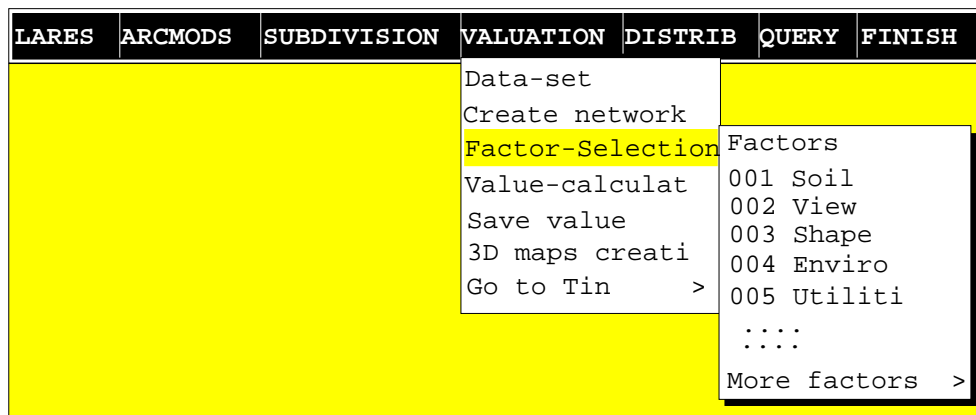 LARES ARCMODS SUBDIVISION VALUATION DISTRIB QUERY FINISH
Data-set
Create network
Factor-Selection
Value-calculat
Save value
3D maps creati
Go to Tin >
Factors
001 Soil
002 View
003 Shape
004 Enviro
005 Utiliti
::::
More factors >